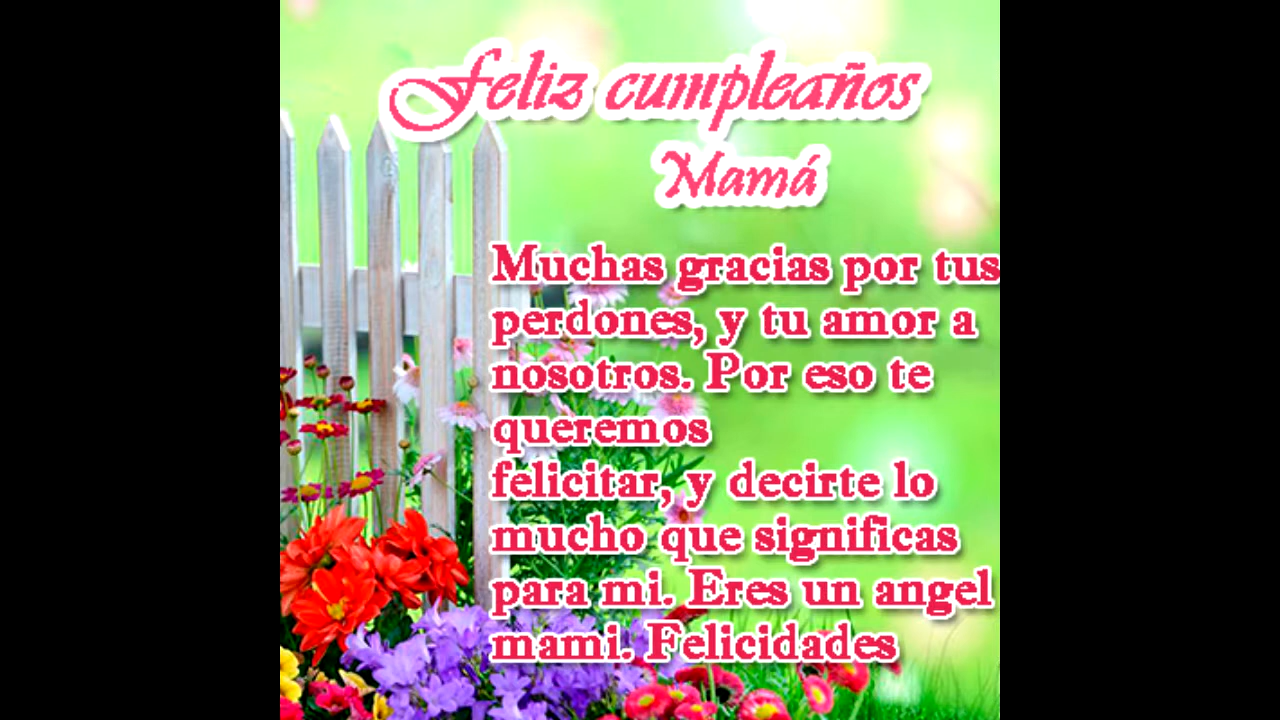 Feliz cumpleaños
Mamá
Muchas gracias por tus
perdones, y tu amor a
nosotros. Por eso te
queremos
felicitar, y decirte lo
mucho que significas
para mi. Eres un angel
mami. Felicidades